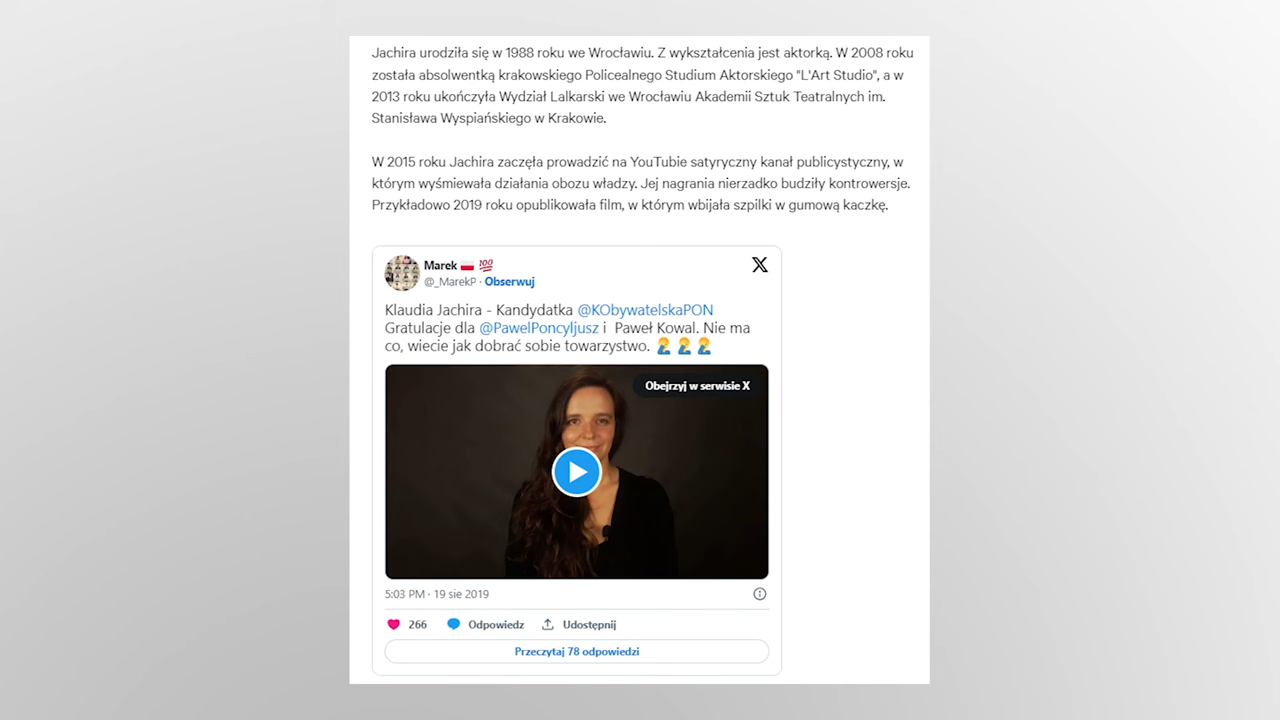 Jachira urodziła się w 1988 roku we Wrocławiu. Z wykształcenia jest aktorką. W 2008 roku
została absolwentką krakowskiego Policealnego Studium Aktorskiego "L'Art Studio", a w
2013 roku ukończyła Wydział Lalkarski we Wrocławiu Akademii Sztuk Teatralnych im.
Stanisława Wyspiańskiego w Krakowie.
W 2015 roku Jachira zaczęła prowadzić na YouTubie satyryczny kanał publicystyczny, w
którym wyśmiewała działania obozu władzy. Jej nagrania nierzadko budziły kontrowersje.
Przykładowo 2019 roku opublikowała film, w którym wbijała szpilki w gumową kaczkę.
Marek 🇵🇱 💯
@_MarekP · Obserwuj
Klaudia Jachira - Kandydatka @KObywatelskaPON
Gratulacje dla @PawelPoncyljusz i Paweł Kowal. Nie ma
co, wiecie jak dobrać sobie towarzystwo. 🤦 🤦 🤦
Obejrzyj w serwisie X
5:03 PM · 19 sie 2019
266 Odpowiedz Udostępnij
Przeczytaj 78 odpowiedzi